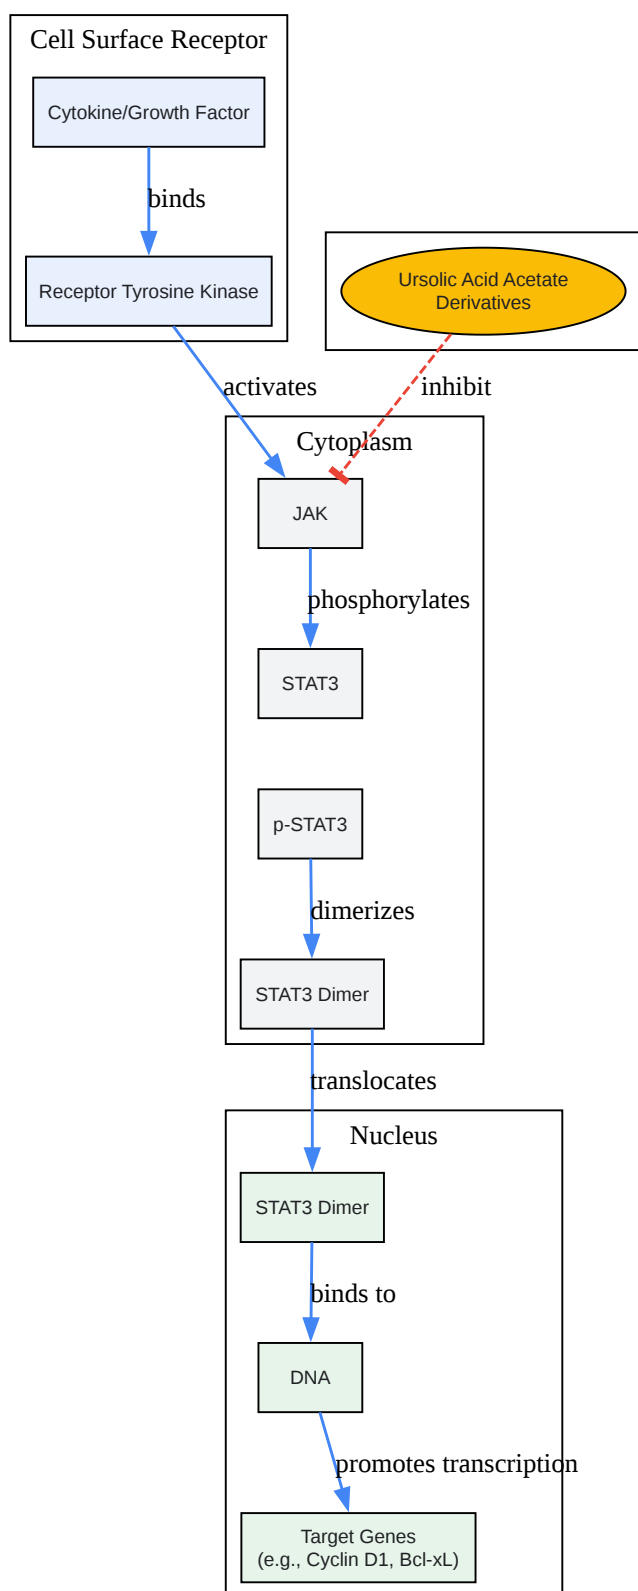 Cell Surface Receptor
Cytokine/Growth Factor
binds
Receptor Tyrosine Kinase
Ursolic Acid Acetate
Derivatives
activates
inhibit
Cytoplasm
JAK
phosphorylates
STAT3
p-STAT3
dimerizes
STAT3 Dimer
translocates
Nucleus
STAT3 Dimer
binds to
DNA
promotes transcription
Target Genes
(e.g., Cyclin D1, Bcl-xL)